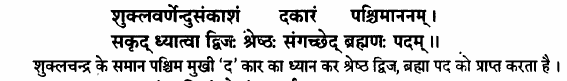 शुक्लवर्णेन्दुसंकाशं दकारं पश्चिमाननम्।
सकृद् ध्यात्वा द्विजः श्रेष्ठः संगच्छेद् ब्रह्मणः पदम्॥
शुक्लचन्द्र के समान पश्चिम मुखी ‘द’ कार का ध्यान कर श्रेष्ठ द्विज, ब्रह्मा पद को प्राप्त करता है।